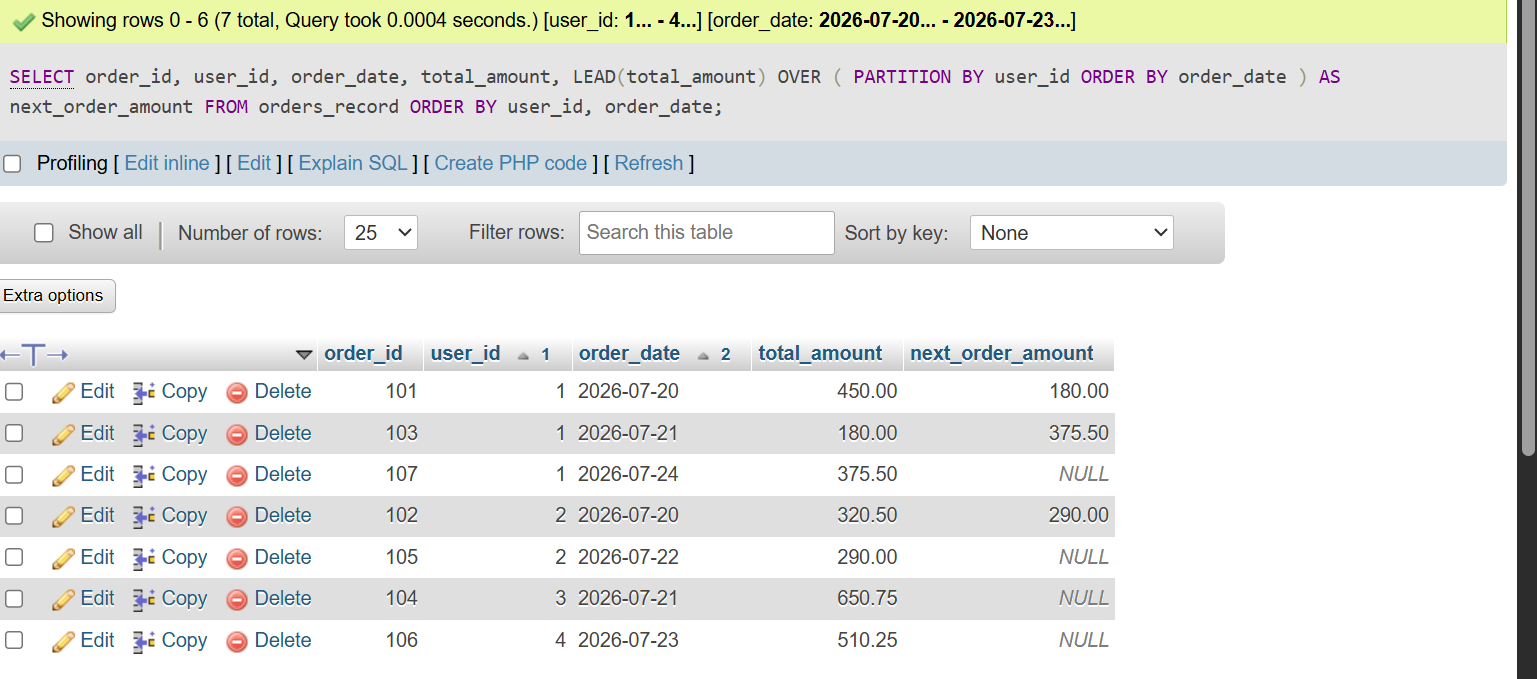 Showing rows 0 - 6 (7 total, Query took 0.0004 seconds.) [user_id: 1... - 4...] [order_date: 2026-07-20... - 2026-07-23...]
SELECT order_id, user_id, order_date, total_amount, LEAD(total_amount) OVER ( PARTITION BY user_id ORDER BY order_date ) AS
next_order_amount FROM orders_record ORDER BY user_id, order_date;
Profiling [ Edit inline ] [ Edit ] [ Explain SQL ] [ Create PHP code ] [ Refresh ]
Show all | Number of rows: 25 Filter rows: Search this table Sort by key: None
Extra options
←T→ order_id user_id 1 order_date 2 total_amount next_order_amount
Edit Copy Delete 101 1 2026-07-20 450.00 180.00
Edit Copy Delete 103 1 2026-07-21 180.00 375.50
Edit Copy Delete 107 1 2026-07-24 375.50 NULL
Edit Copy Delete 102 2 2026-07-20 320.50 290.00
Edit Copy Delete 105 2 2026-07-22 290.00 NULL
Edit Copy Delete 104 3 2026-07-21 650.75 NULL
Edit Copy Delete 106 4 2026-07-23 510.25 NULL